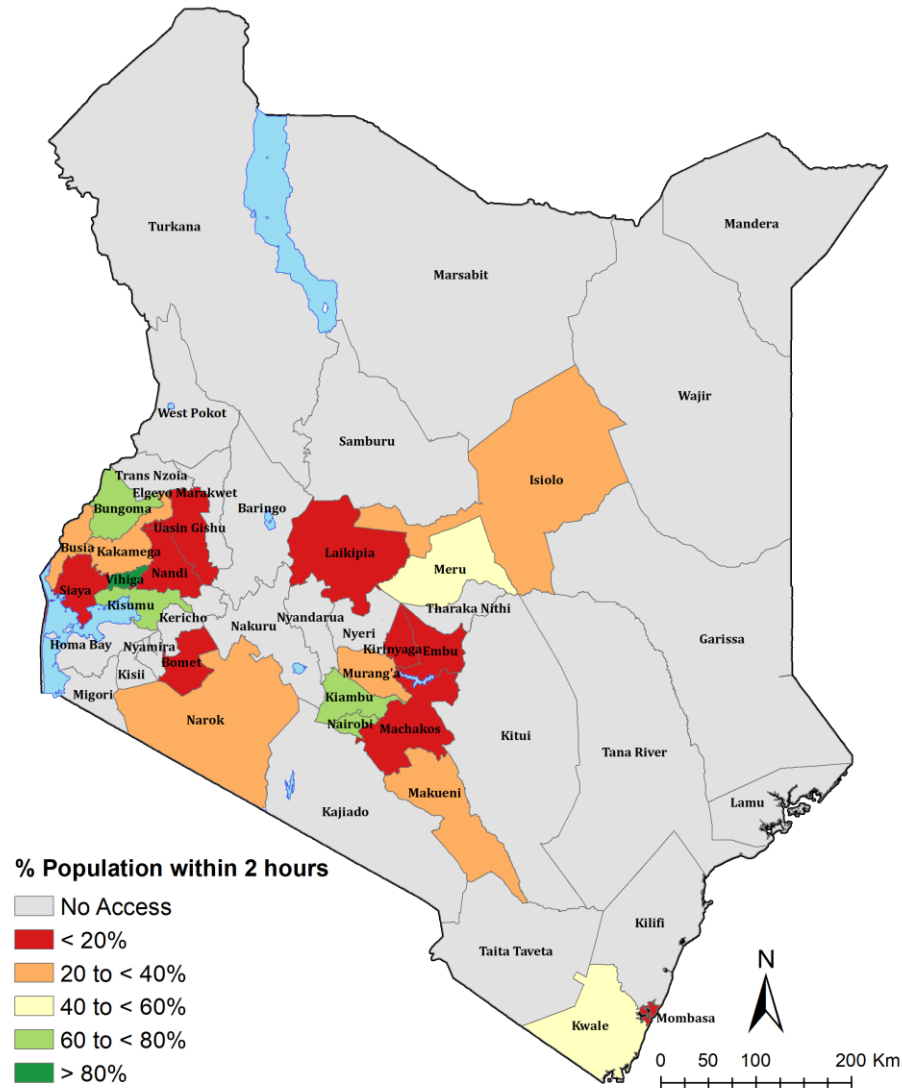 Turkana
Mandera
Marsabit
Wajir
West Pokot
Samburu
Trans Nzoia
Elgeyo Marakwet
Isiolo
Bungoma
Baringo
Uasin Gishu
Busia
Kakamega
Laikipia
Meru
Vihiga
Nandi
Siaya
Kisumu
Tharaka Nithi
Kericho
Nyandarua
Nakuru
Nyeri
Garissa
Homa Bay
Nyamira
Kirinyaga
Embu
Bomet
Murang'a
Kisii
Migori
Kiambu
Narok
Nairobi
Machakos
Kitui
Tana River
Makueni
Lamu
Kajiado
Kilifi
Taita Taveta
Kwale
Mombasa
% Population within 2 hours
No Access
< 20%
20 to < 40%
40 to < 60%
60 to < 80%
> 80%
N
0 50 100 200 Km